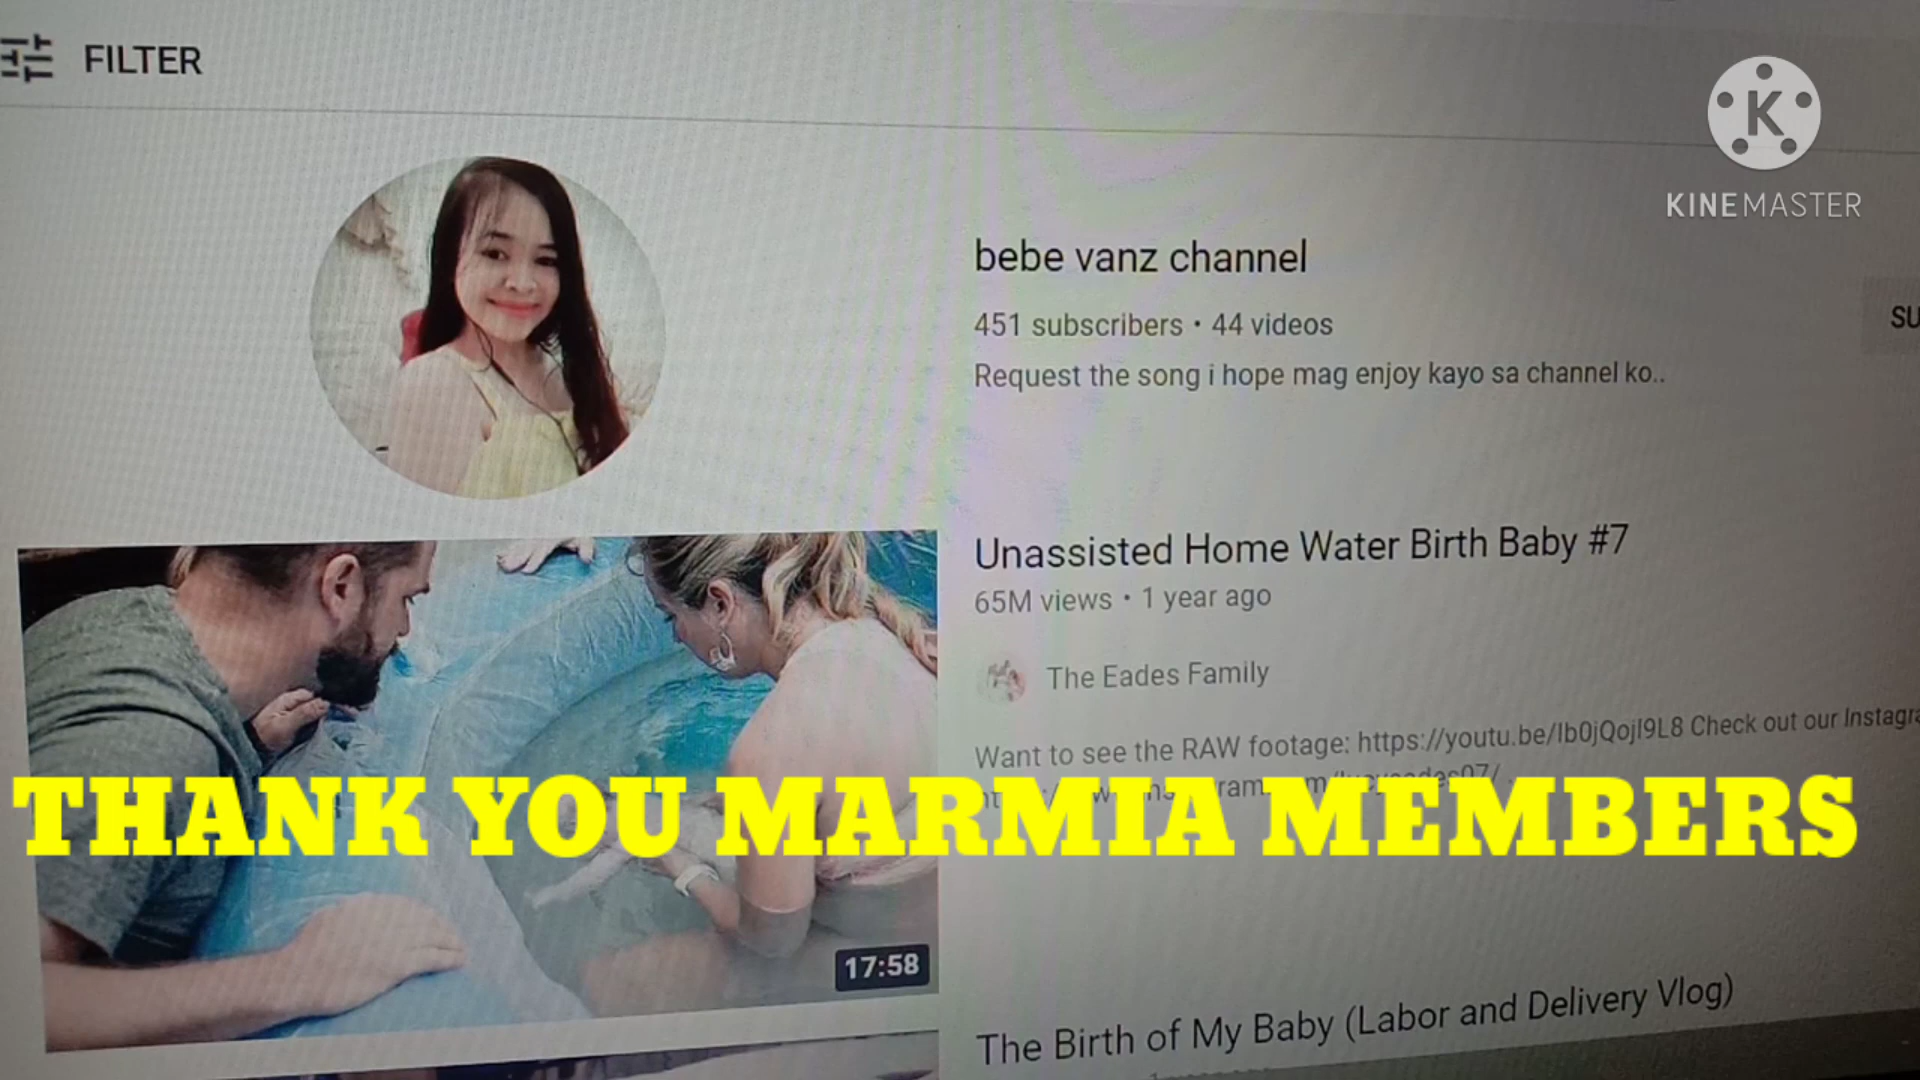 FILTER
K
KINEMASTER
bebe vanz channel
451 subscribers • 44 videos
SU
Request the song i hope mag enjoy kayo sa channel ko..
Unassisted Home Water Birth Baby #7
65M views • 1 year ago
The Eades Family
Want to see the RAW footage: https://youtu.be/Ib0jQojI9L8 Check out our Instagra
THANK YOU MARMIA MEMBERS
17:58
The Birth of My Baby (Labor and Delivery Vlog)